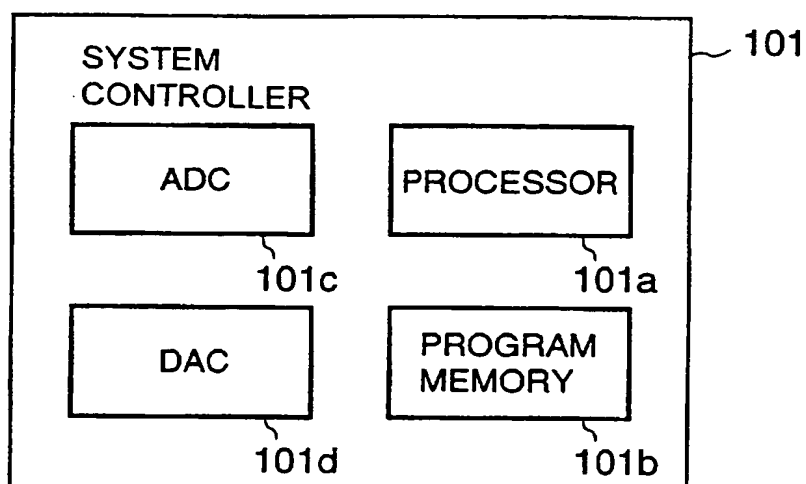 101
SYSTEM
CONTROLLER
ADC
PROCESSOR
101c
101a
DAC
PROGRAM
MEMORY
101d
101b